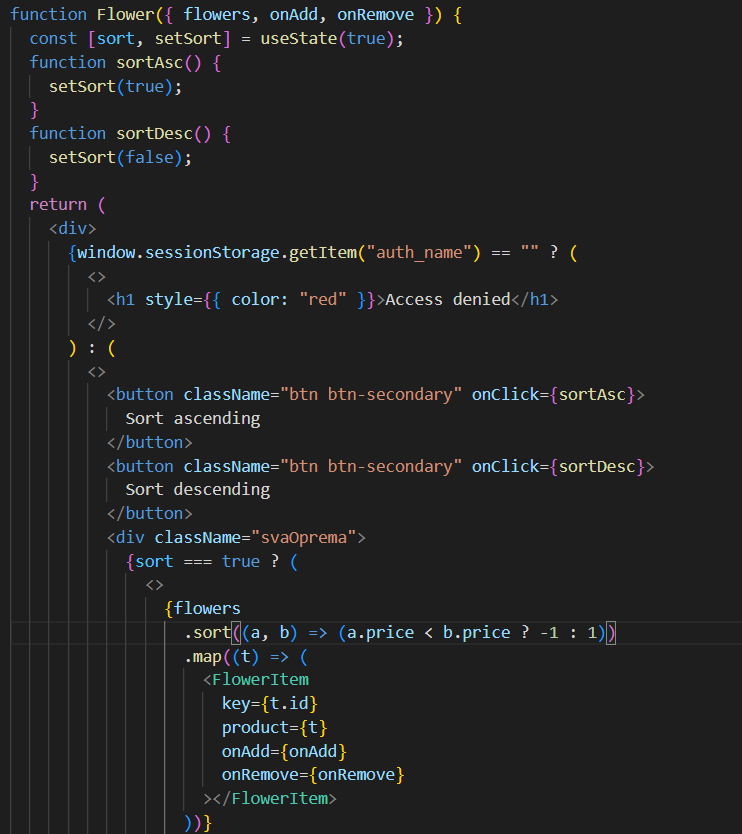 function Flower({ flowers, onAdd, onRemove }) {
const [sort, setSort] = useState(true);
function sortAsc() {
setSort(true);
}
function sortDesc() {
setSort(false);
}
return (
<div>
{window.sessionStorage.getItem("auth_name") == "" ? (
<>
<h1 style={{ color: "red" }}>Access denied</h1>
</>
) : (
<>
<button className="btn btn-secondary" onClick={sortAsc}>
Sort ascending
</button>
<button className="btn btn-secondary" onClick={sortDesc}>
Sort descending
</button>
<div className="svaOprema">
{sort === true ? (
<>
{flowers
.sort((a, b) => (a.price < b.price ? -1 : 1))
.map((t) => (
<FlowerItem
key={t.id}
product={t}
onAdd={onAdd}
onRemove={onRemove}
></FlowerItem>
))}